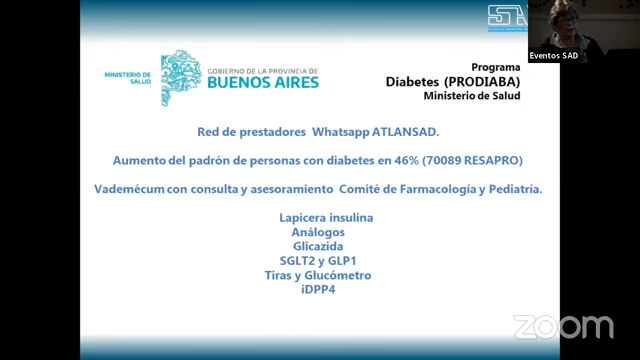 MINISTERIO DE
SALUD
GOBIERNO DE LA PROVINCIA DE
BUENOS AIRES
Programa
Diabetes (PRODIABA)
Ministerio de Salud
Eventos SAD
Red de prestadores Whatsapp ATLANSAD.
Aumento del padrón de personas con diabetes en 46% (70089 RESAPRO)
Vademécum con consulta y asesoramiento Comité de Farmacología y Pediatría.
Lapicera insulina
Análogos
Glicazida
SGLT2 y GLP1
Tiras y Glucómetro
iDPP4
zoom